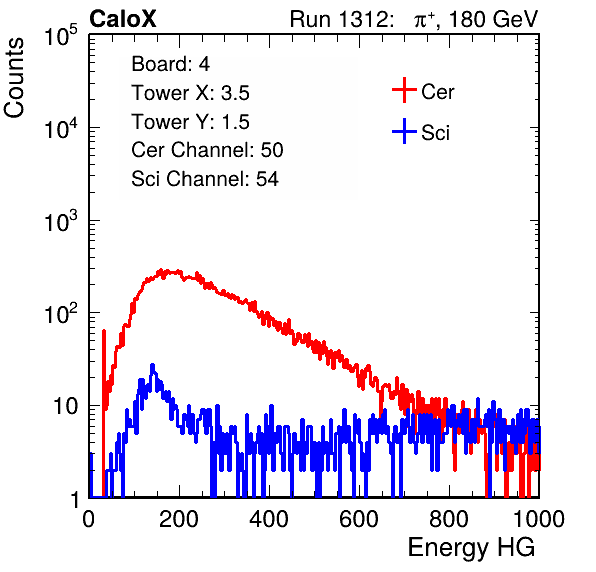 CaloX Run 1312: π⁺, 180 GeV
Counts
10⁵
10⁴
10³
10²
10
1
Board: 4
Tower X: 3.5
Tower Y: 1.5
Cer Channel: 50
Sci Channel: 54
Cer
Sci
0 200 400 600 800 1000
Energy HG